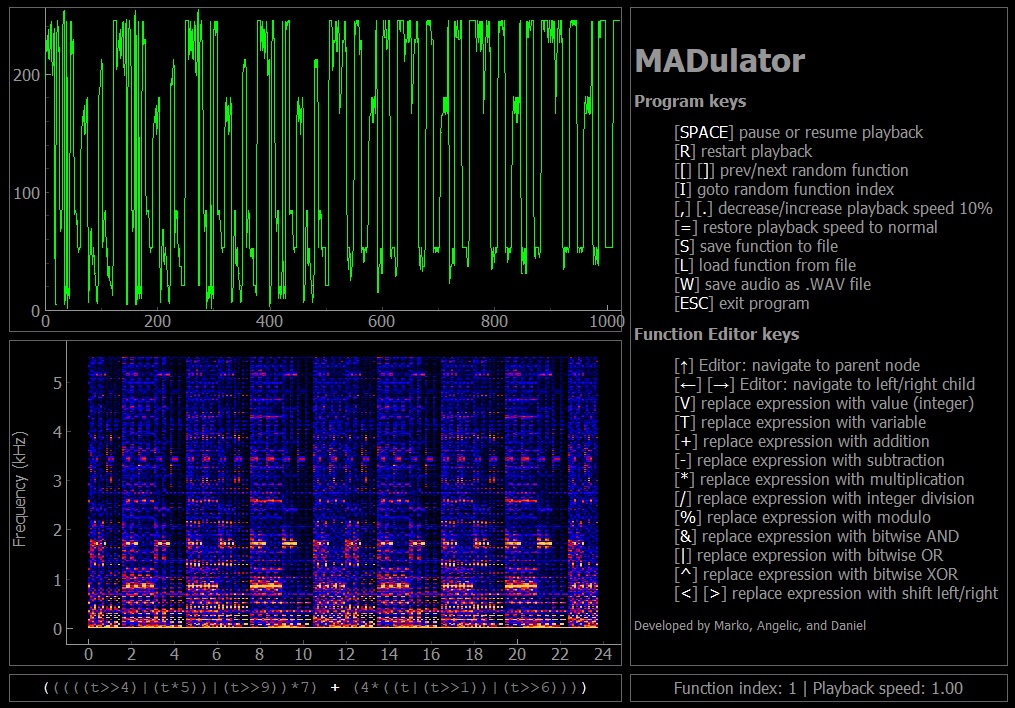 200
100
0
0
200
400
600
800
1000
Frequency (kHz)
5
4
3
2
1
0
0
2
4
6
8
10
12
14
16
18
20
22
24
(((((t>>4)|(t*5))|(t>>9))*7) + (4*((t|(t>>1))|(t>>6))))
MADulator
Program keys
[SPACE] pause or resume playback
[R] restart playback
[[] []] prev/next random function
[I] goto random function index
[,] [.] decrease/increase playback speed 10%
[=] restore playback speed to normal
[S] save function to file
[L] load function from file
[W] save audio as .WAV file
[ESC] exit program
Function Editor keys
[↑] Editor: navigate to parent node
[←] [→] Editor: navigate to left/right child
[V] replace expression with value (integer)
[T] replace expression with variable
[+] replace expression with addition
[-] replace expression with subtraction
[*] replace expression with multiplication
[/] replace expression with integer division
[%] replace expression with modulo
[&] replace expression with bitwise AND
[|] replace expression with bitwise OR
[^] replace expression with bitwise XOR
[<] [>] replace expression with shift left/right
Developed by Marko, Angelic, and Daniel
Function index: 1 | Playback speed: 1.00